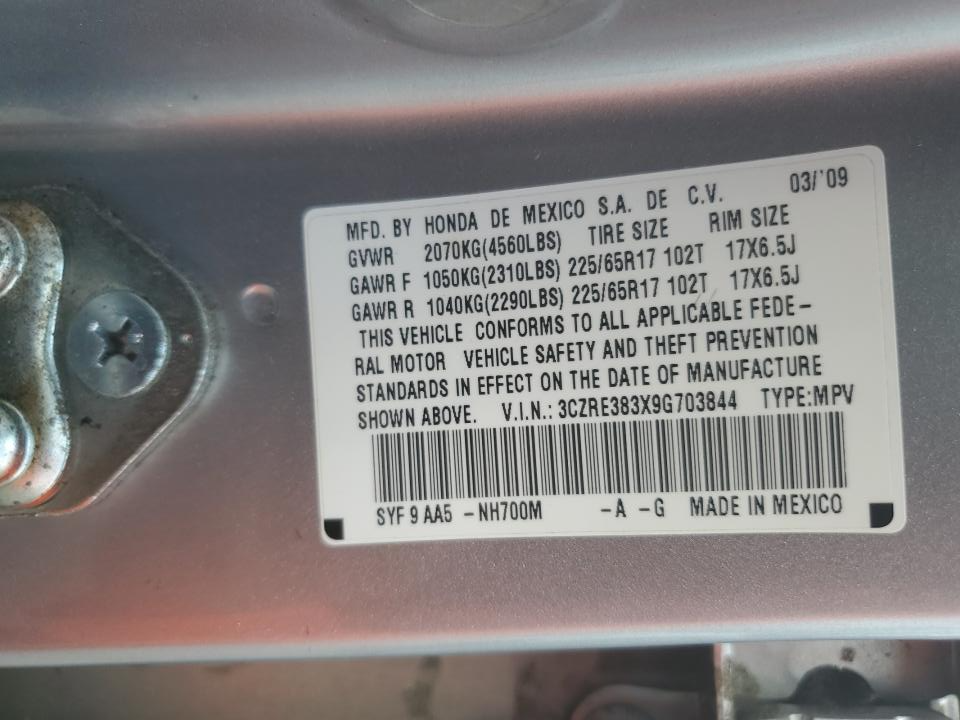 MFD. BY HONDA DE MEXICO S.A. DE C.V. 03/'09
GVWR 2070KG(4560LBS) TIRE SIZE RIM SIZE
GAWR F 1050KG(2310LBS) 225/65R17 102T 17X6.5J
GAWR R 1040KG(2290LBS) 225/65R17 102T 17X6.5J
THIS VEHICLE CONFORMS TO ALL APPLICABLE FEDE-
RAL MOTOR VEHICLE SAFETY AND THEFT PREVENTION
STANDARDS IN EFFECT ON THE DATE OF MANUFACTURE
SHOWN ABOVE. V.I.N.: 3CZRE383X9G703844 TYPE:MPV
SYF 9 AA5 -NH700M -A -G MADE IN MEXICO